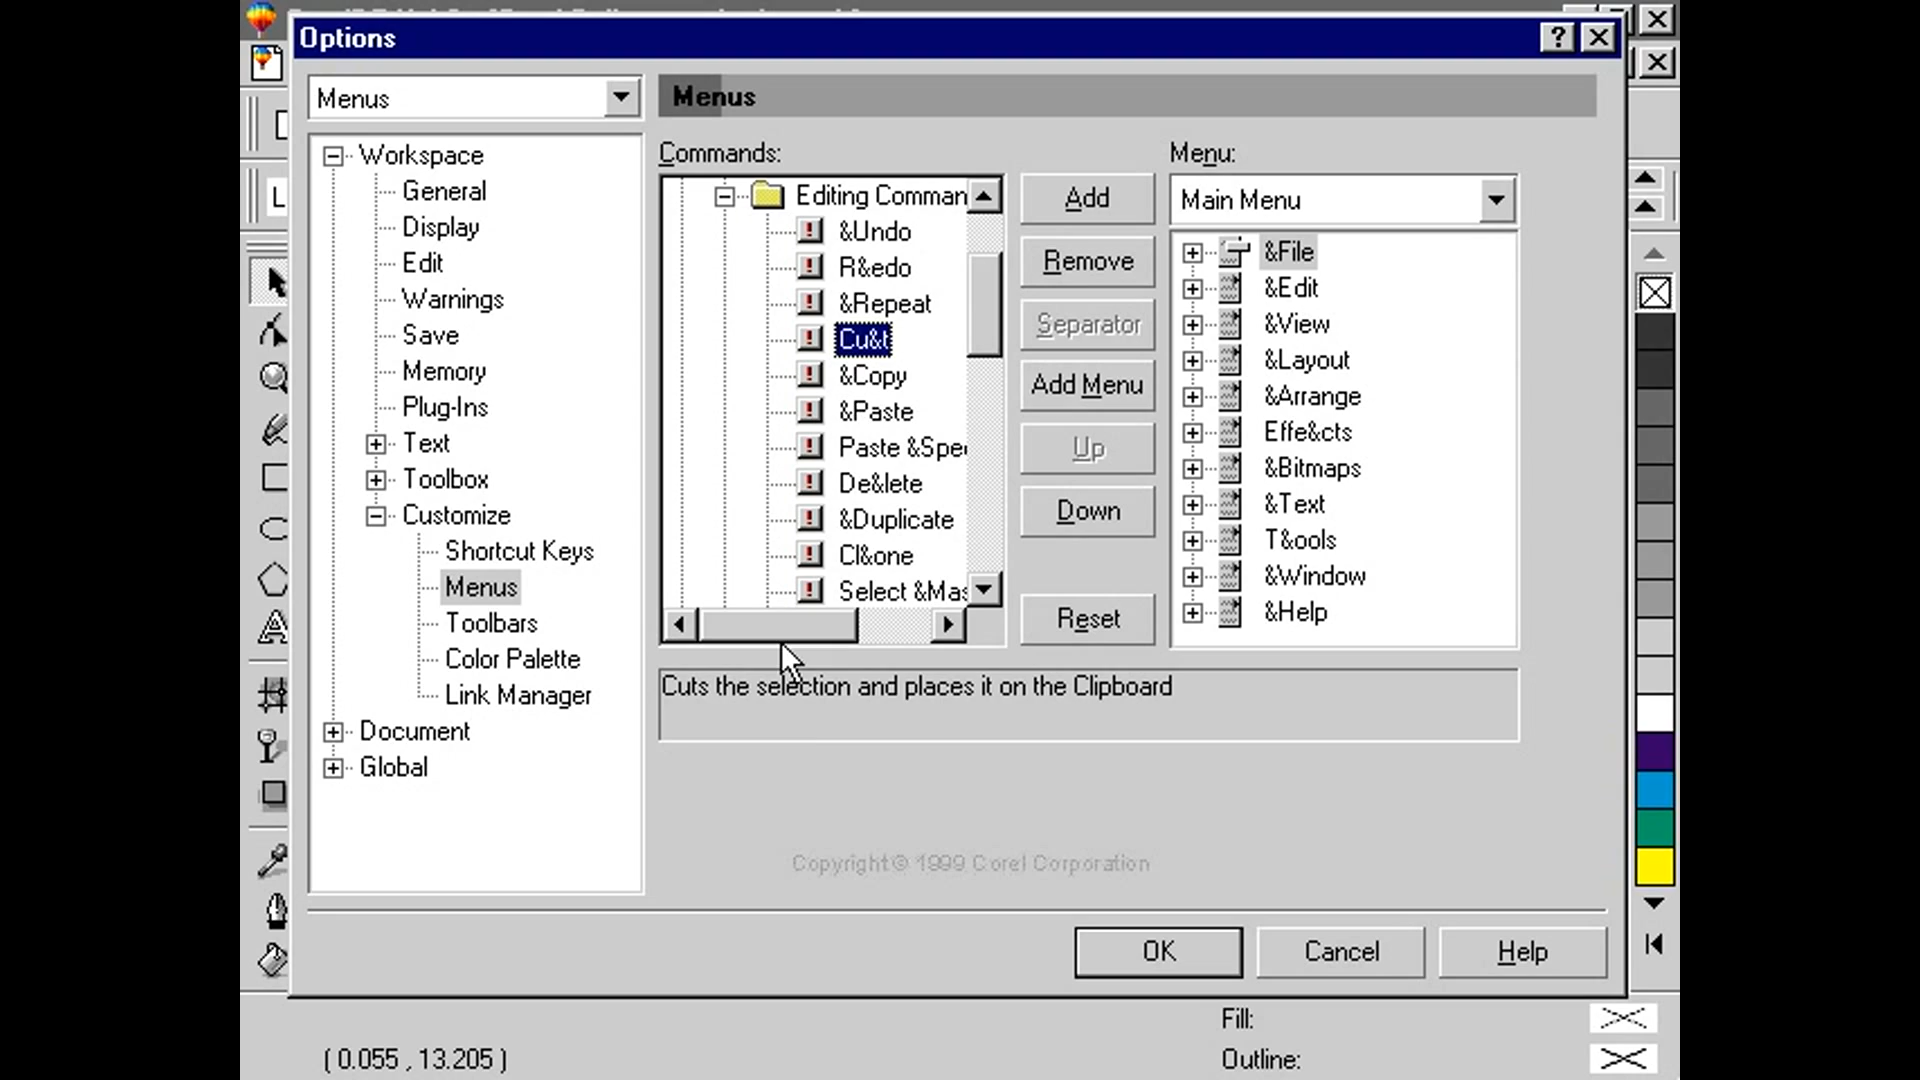 Options
Menus
Menus
Workspace
General
Display
Edit
Warnings
Save
Memory
Plug-Ins
Text
Toolbox
Customize
Shortcut Keys
Menus
Toolbars
Color Palette
Link Manager
Document
Global
Commands:
Editing Comman
&Undo
R&edo
&Repeat
Cu&t
&Copy
&Paste
Paste &Spe
De&lete
&Duplicate
Cl&one
Select &Mas
Add
Remove
Separator
Add Menu
Up
Down
Reset
Menu:
Main Menu
&File
&Edit
&View
&Layout
&Arrange
Effe&cts
&Bitmaps
&Text
T&ools
&Window
&Help
Cuts the selection and places it on the Clipboard
Copyright© 1999 Corel Corporation
OK
Cancel
Help
Fill:
( 0.055 , 13.205 )
Outline: